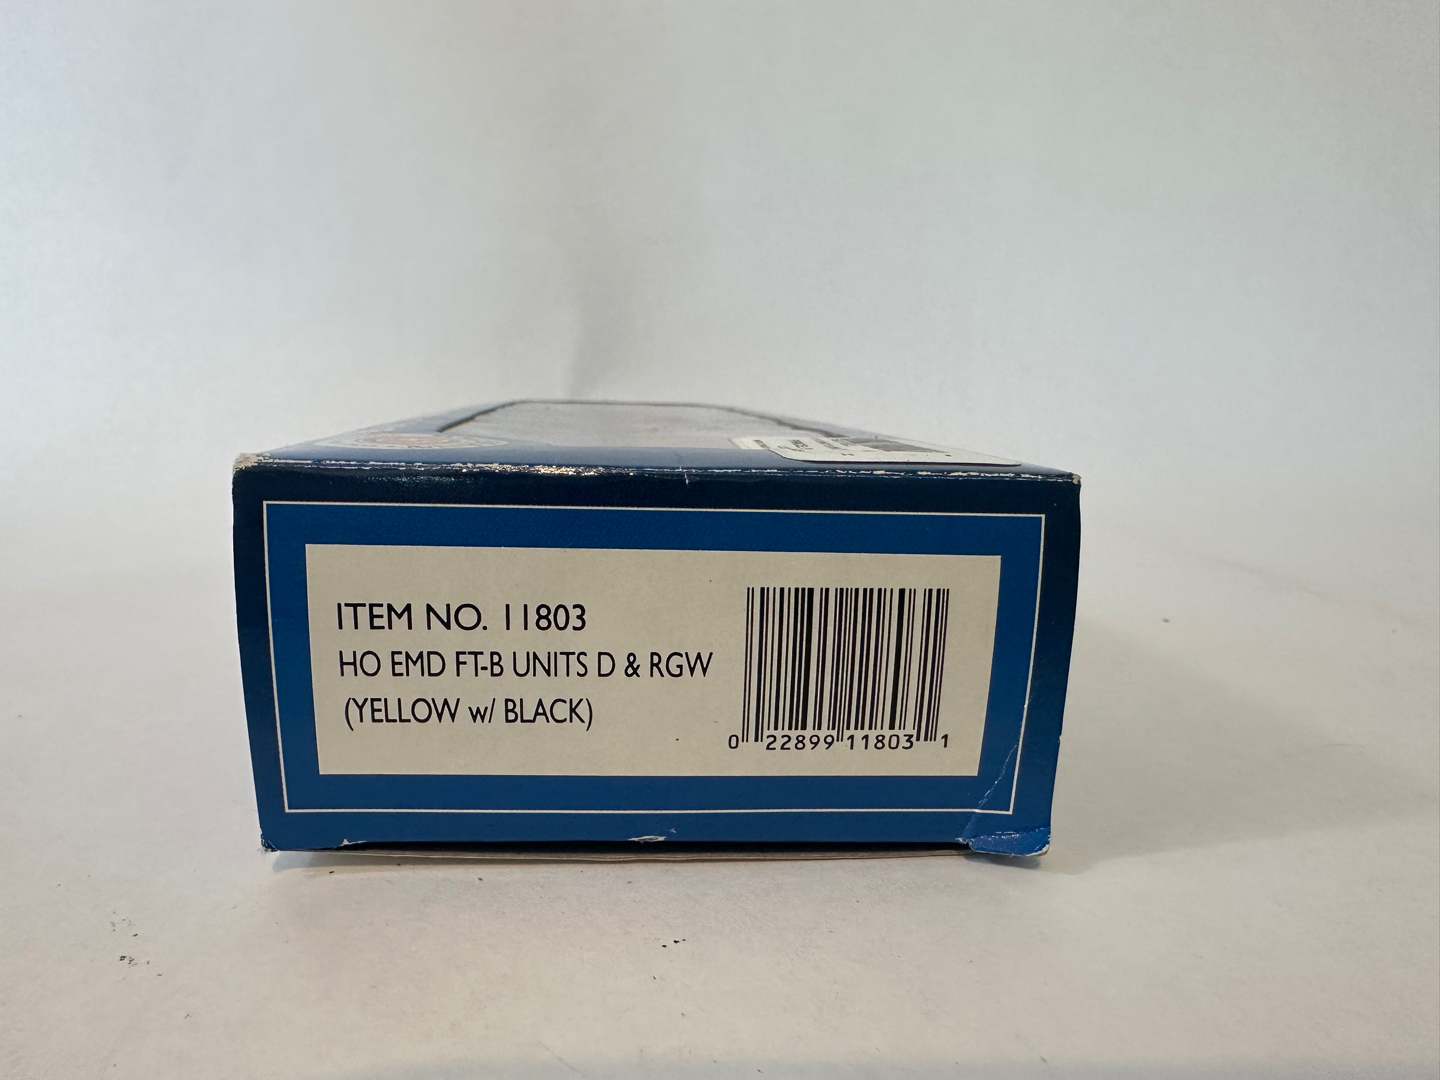 ITEM NO. 11803
HO EMD FT-B UNITS D & RGW
(YELLOW w/ BLACK)
0 22899 11803 1